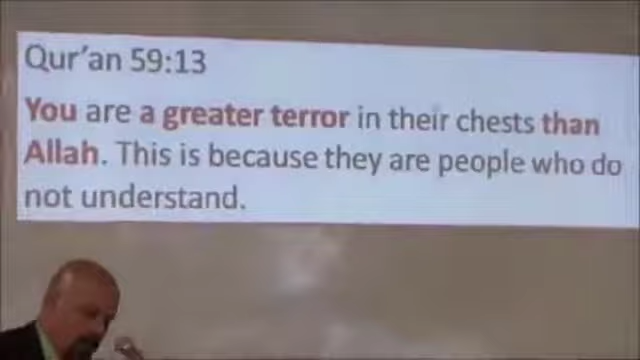 Qur'an 59:13
You are a greater terror in their chests than
Allah. This is because they are people who do
not understand.